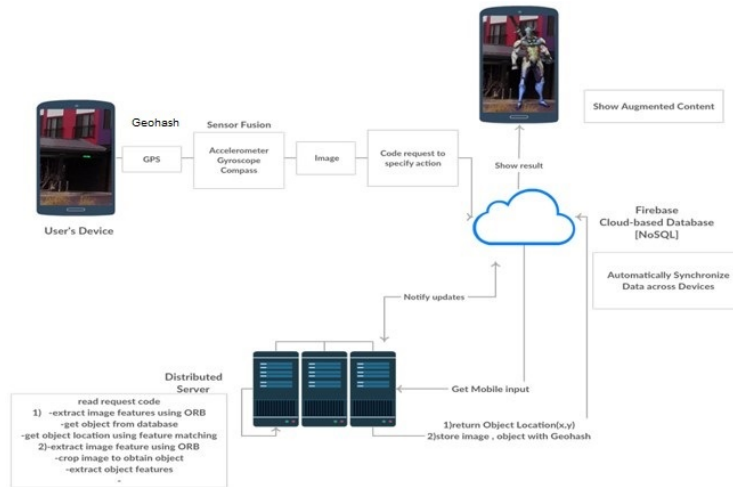 Geohash
GPS
Sensor Fusion
Accelerometer
Gyroscope
Compass
Image
Code request to
specify action
User's Device
Show Augmented Content
Show result
Firebase
Cloud-based Database
[NoSQL]
Automatically Synchronize
Data across Devices
Notify updates
Distributed
Server
Get Mobile input
read request code
1) -extract image features using ORB
-get object from database
-get object location using feature matching
2)-extract image feature using ORB
-crop image to obtain object
-extract object features
-
1)return Object Location(x,y)
2)store image , object with Geohash